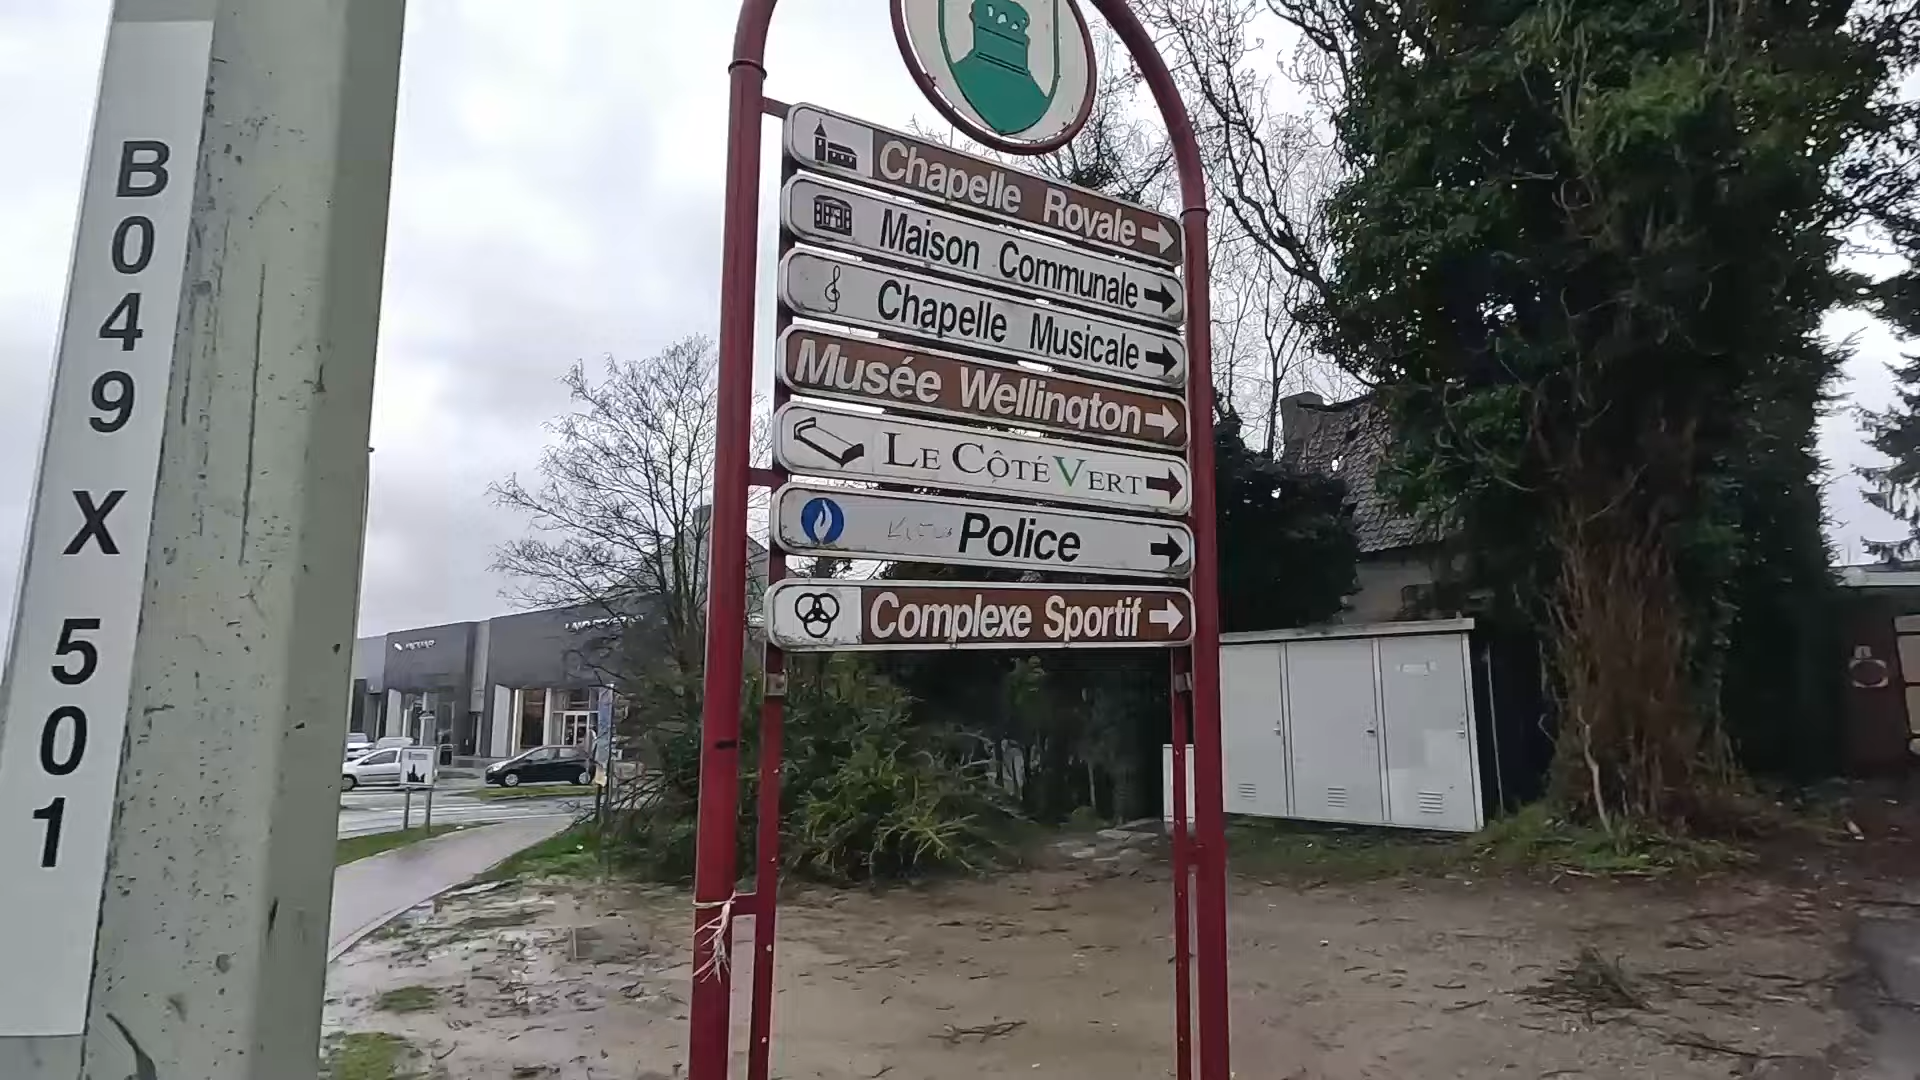 B049 X 501
Chapelle Royale
Maison Communale
Chapelle Musicale
Musée Wellington
LE CÔTÉ VERT
Police
Complexe Sportif